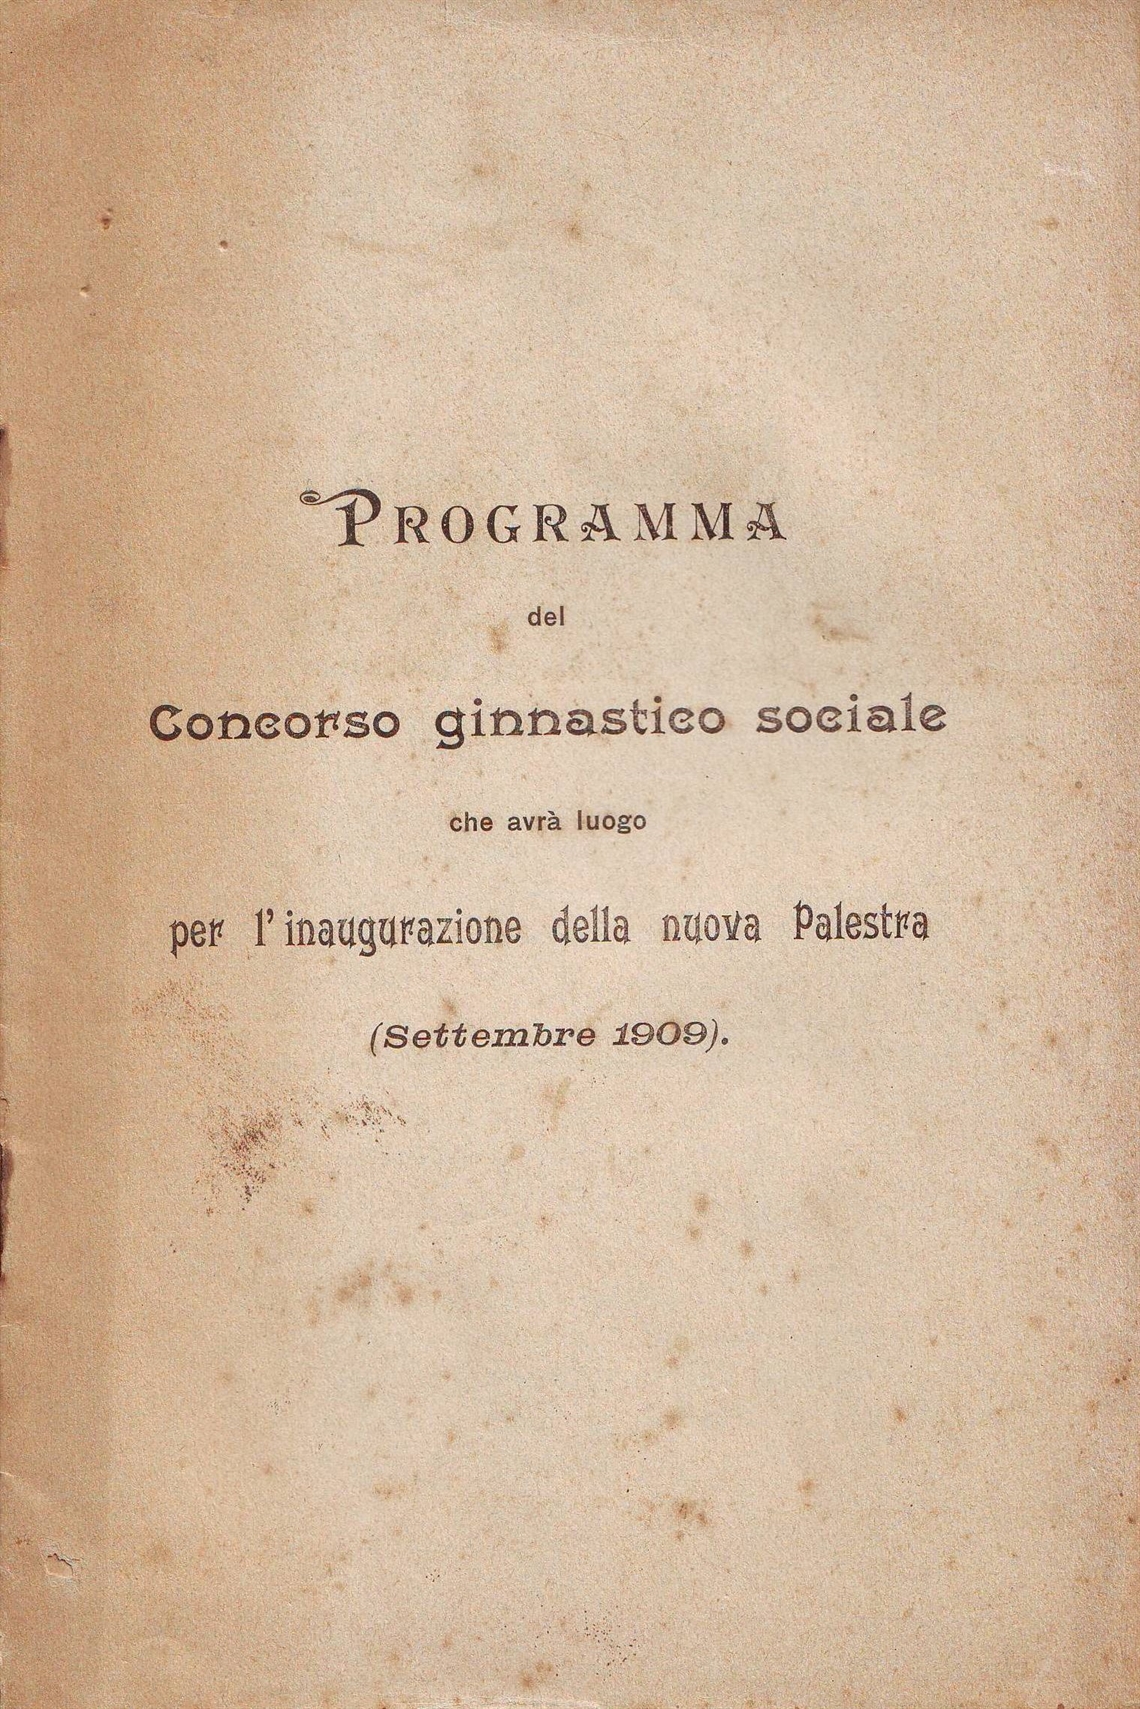 PROGRAMMA
del
Concorso ginnastico sociale
che avrà luogo
per l'inaugurazione della nuova Palestra
(Settembre 1909).